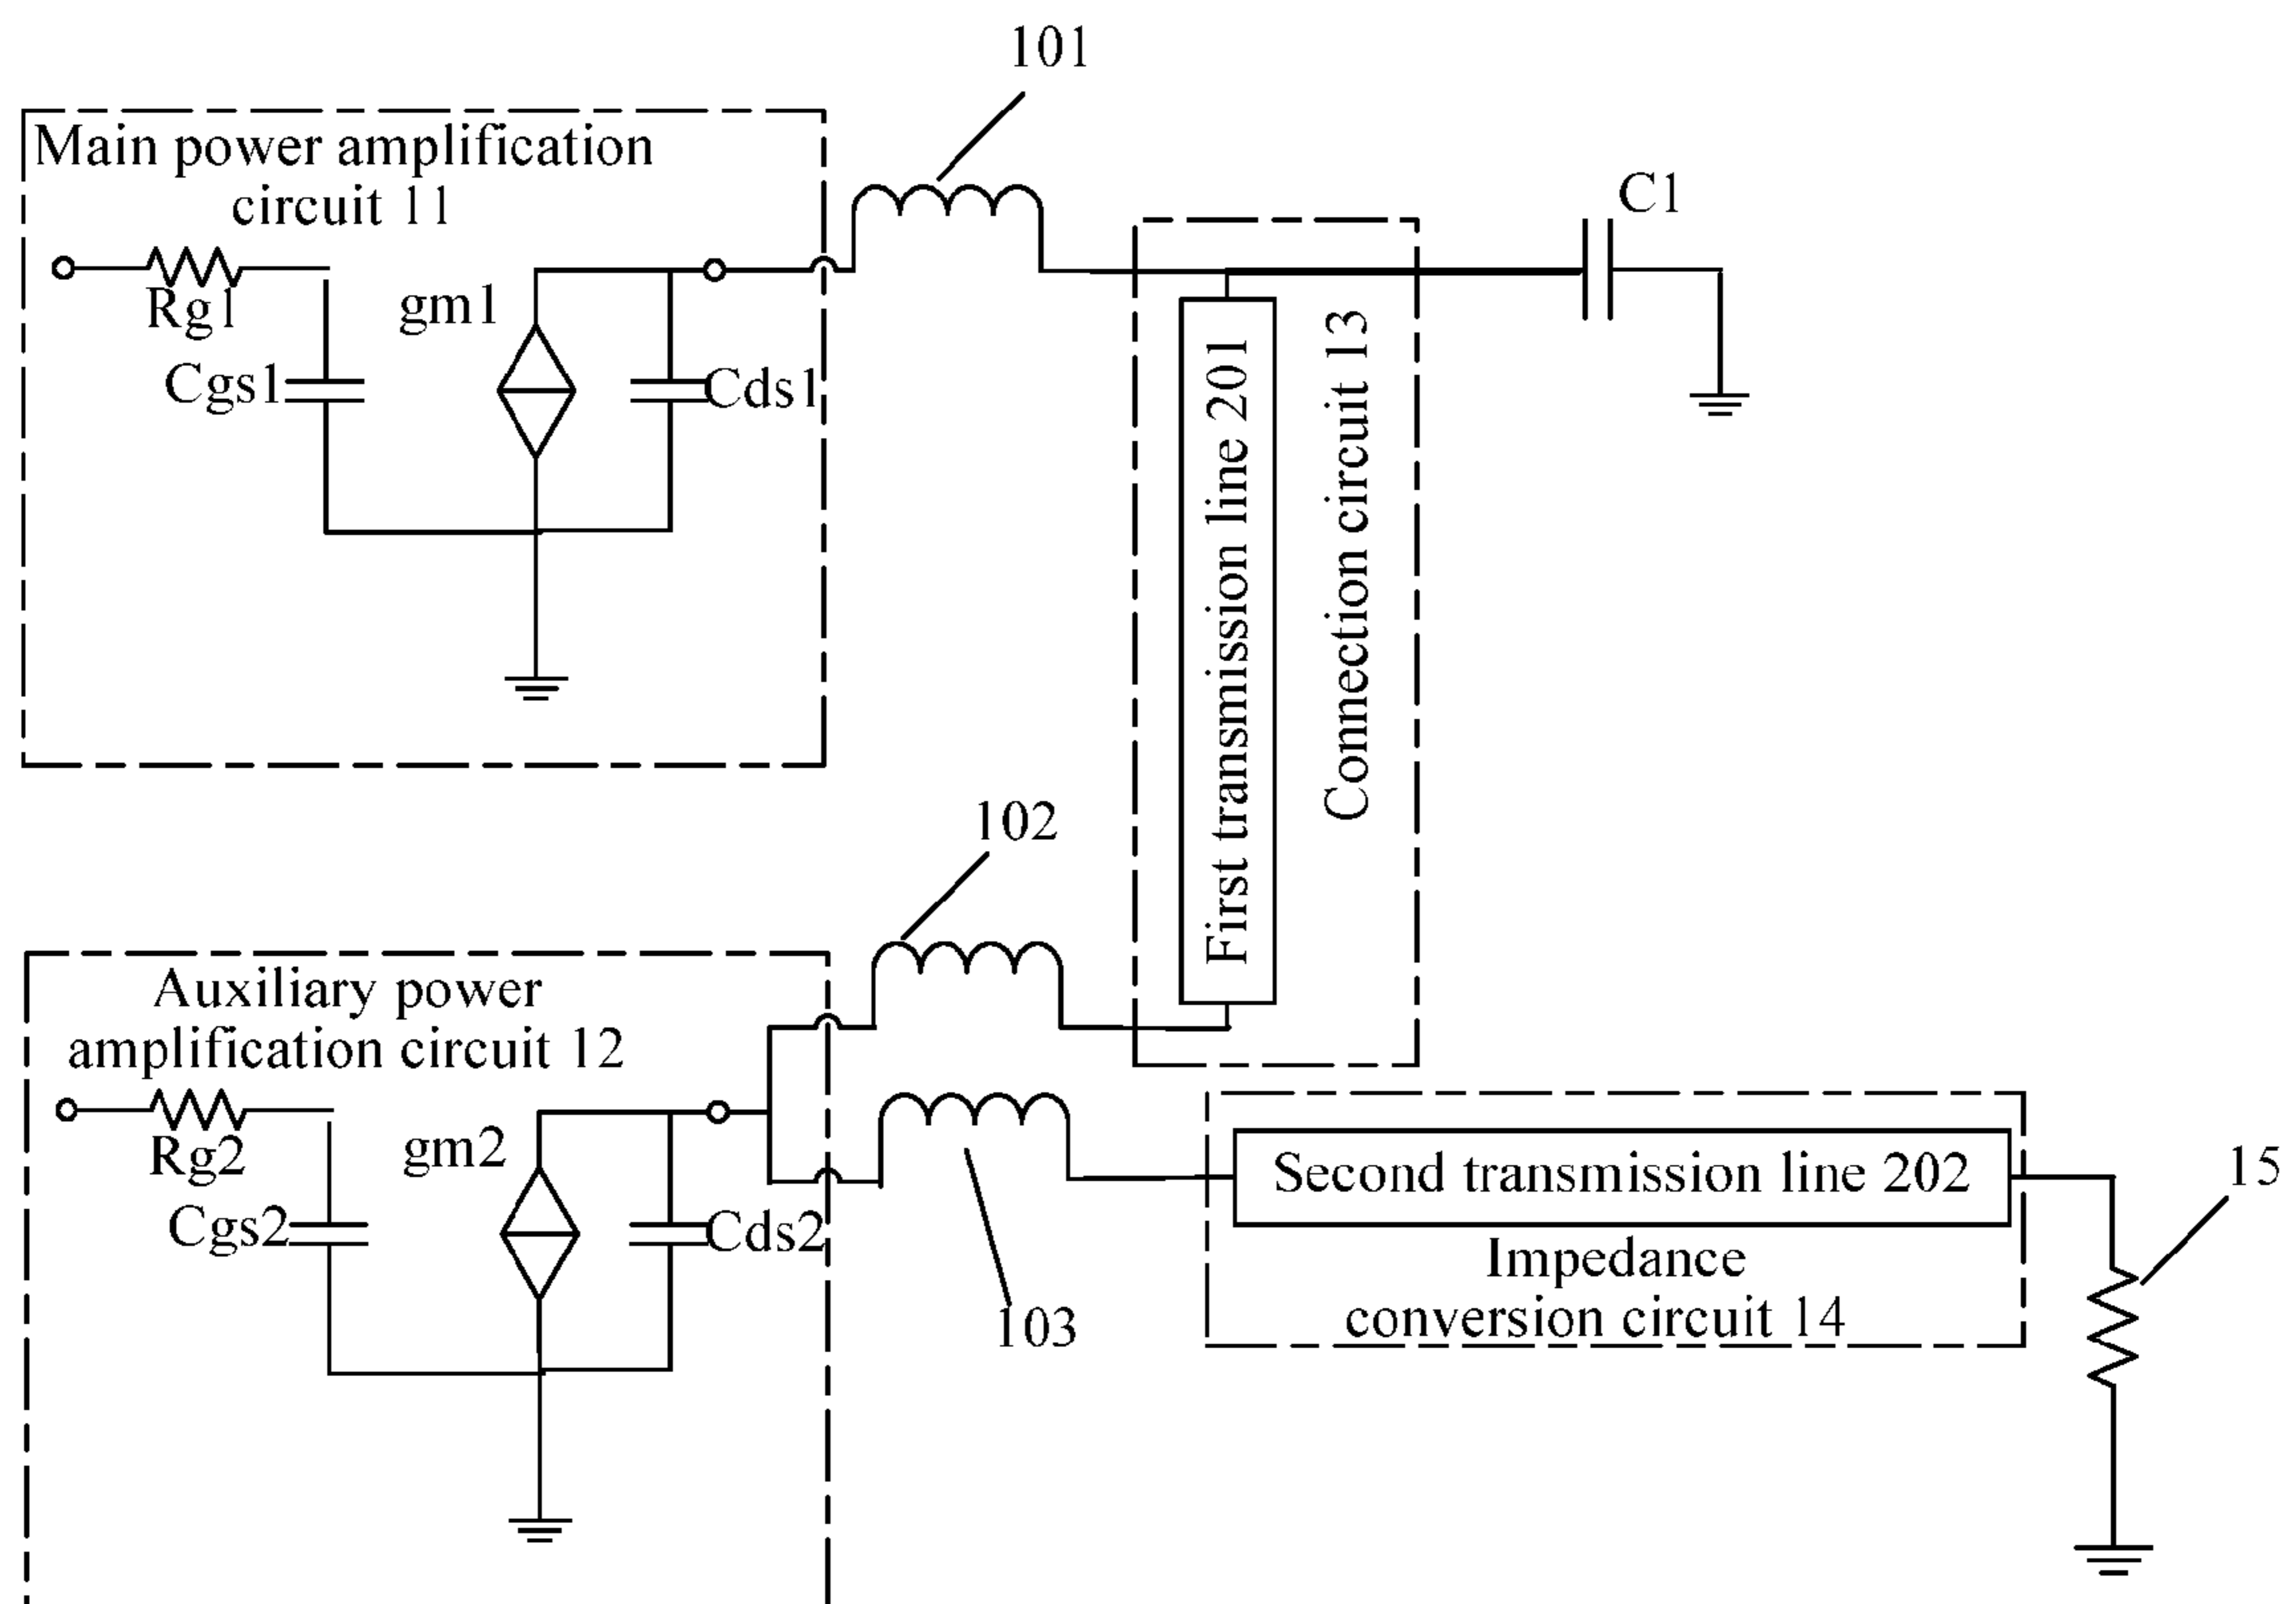 101
Main power amplification
circuit 11
C1
Rg1
gm1
Cgs1
Cds1
First transmission line 201
Connection circuit 13
102
Auxiliary power
amplification circuit 12
Rg2
gm2
Cgs2
Cds2
103
Second transmission line 202
15
Impedance
conversion circuit 14